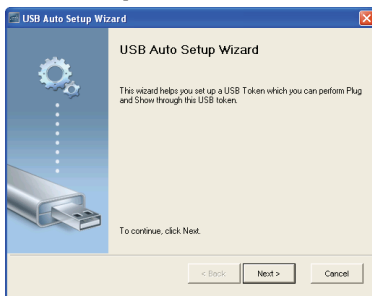 USB Auto Setup Wizard
USB Auto Setup Wizard
This wizard helps you set up a USB Token which you can perform Plug
and Show through this USB token.
To continue, click Next.
< Back Next > Cancel